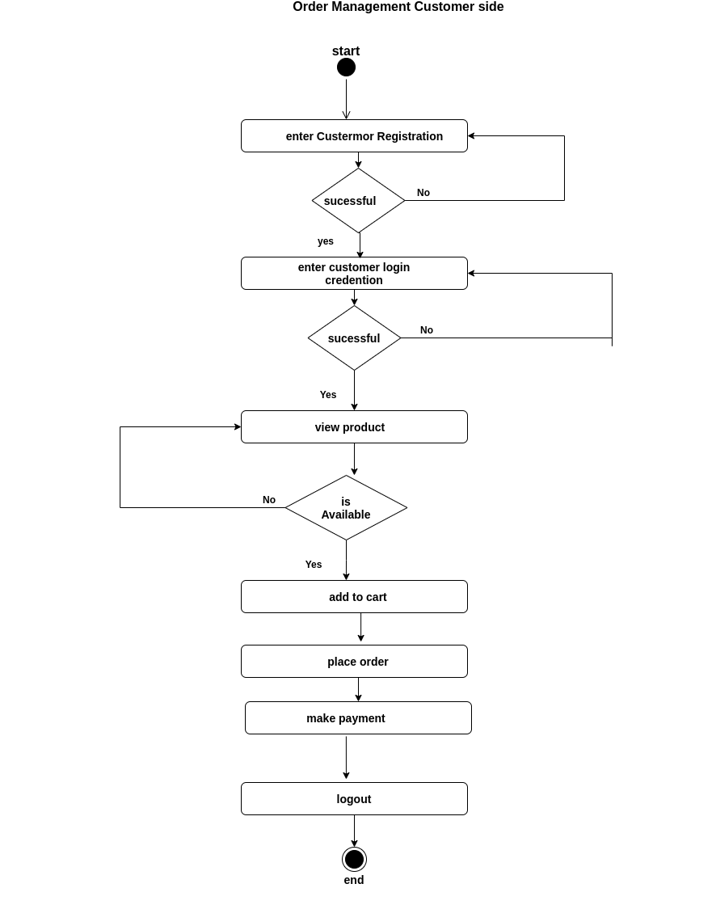 Order Management Customer side
start
enter Custermor Registration
sucessful
No
yes
enter customer login
credention
sucessful
No
Yes
view product
No
is
Available
Yes
add to cart
place order
make payment
logout
end